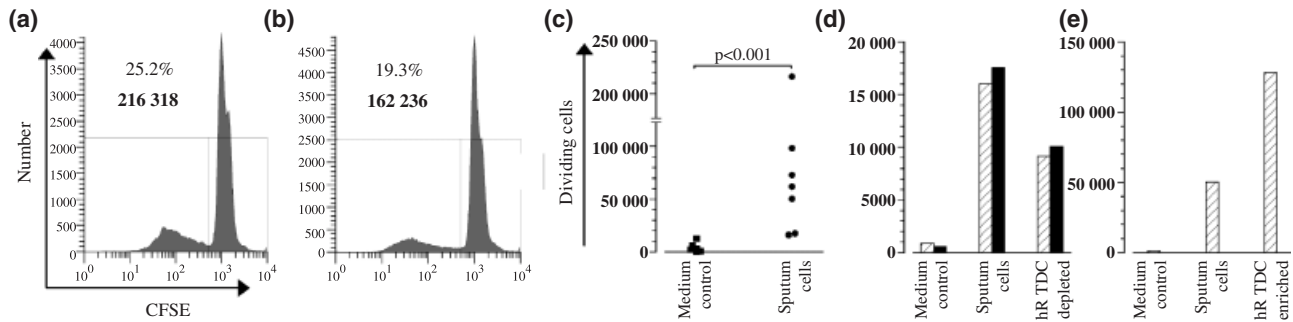 (a)
(b)
(c)
(d)
(e)
Number
4000
3500
3000
2500
2000
1500
1000
500
0
25.2%
216 318
10^0 10^1 10^2 10^3 10^4
CFSE
4500
4000
3500
3000
2500
2000
1500
1000
500
0
19.3%
162 236
10^0 10^1 10^2 10^3 10^4
Dividing cells
250 000
200 000
100 000
50 000
0
p<0.001
Medium
control
Sputum
cells
20 000
15 000
10 000
5000
0
Medium
control
Sputum
cells
hR TDC
depleted
150 000
100 000
50 000
0
Medium
control
Sputum
cells
hR TDC
enriched